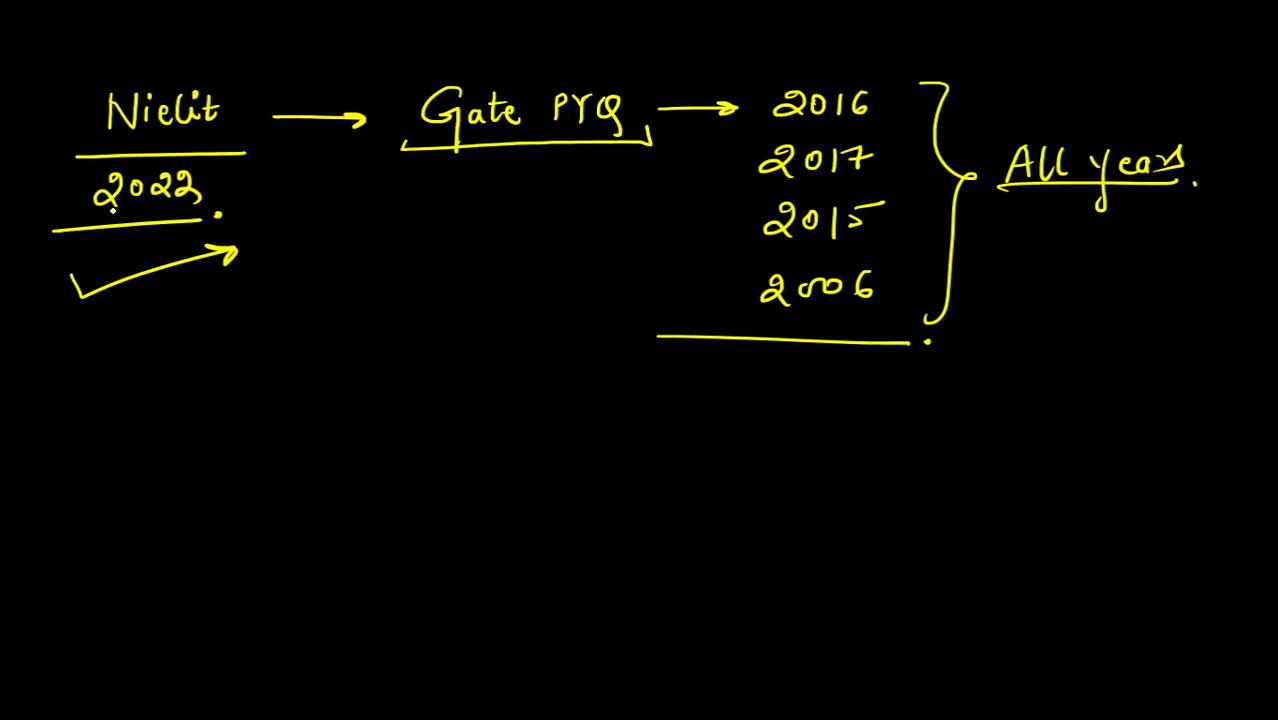 Nielit → Gate PYQ → 2016
2017
2015
2006
All years.
2022.